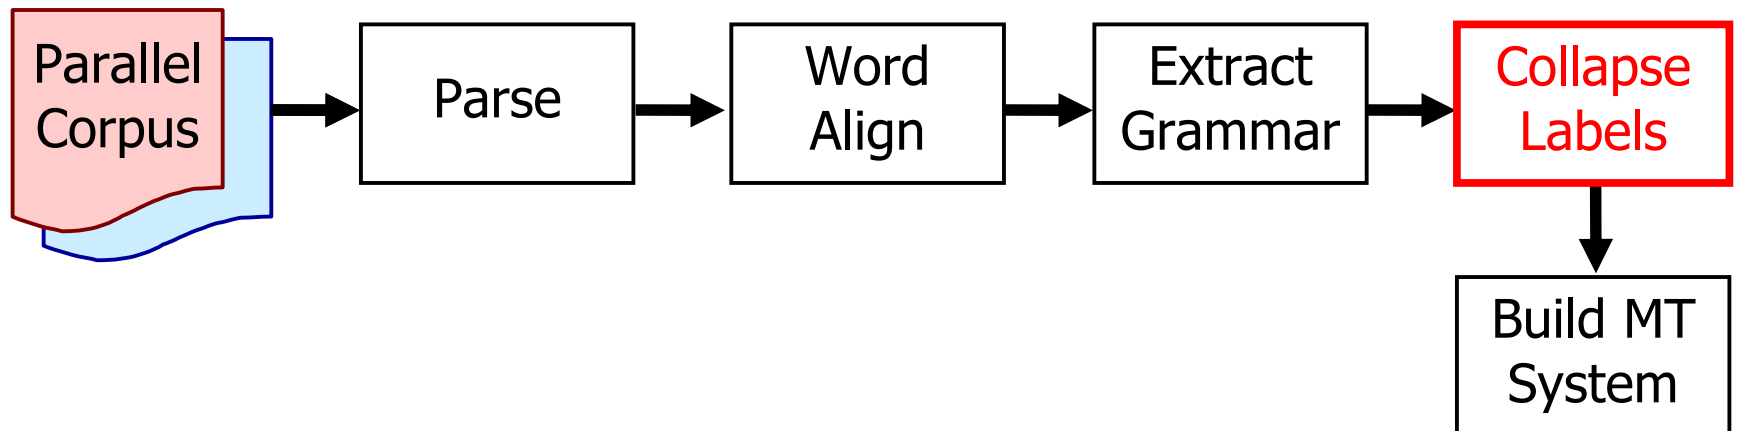 Parallel
Corpus
Parse
Word
Align
Extract
Grammar
Collapse
Labels
Build MT
System